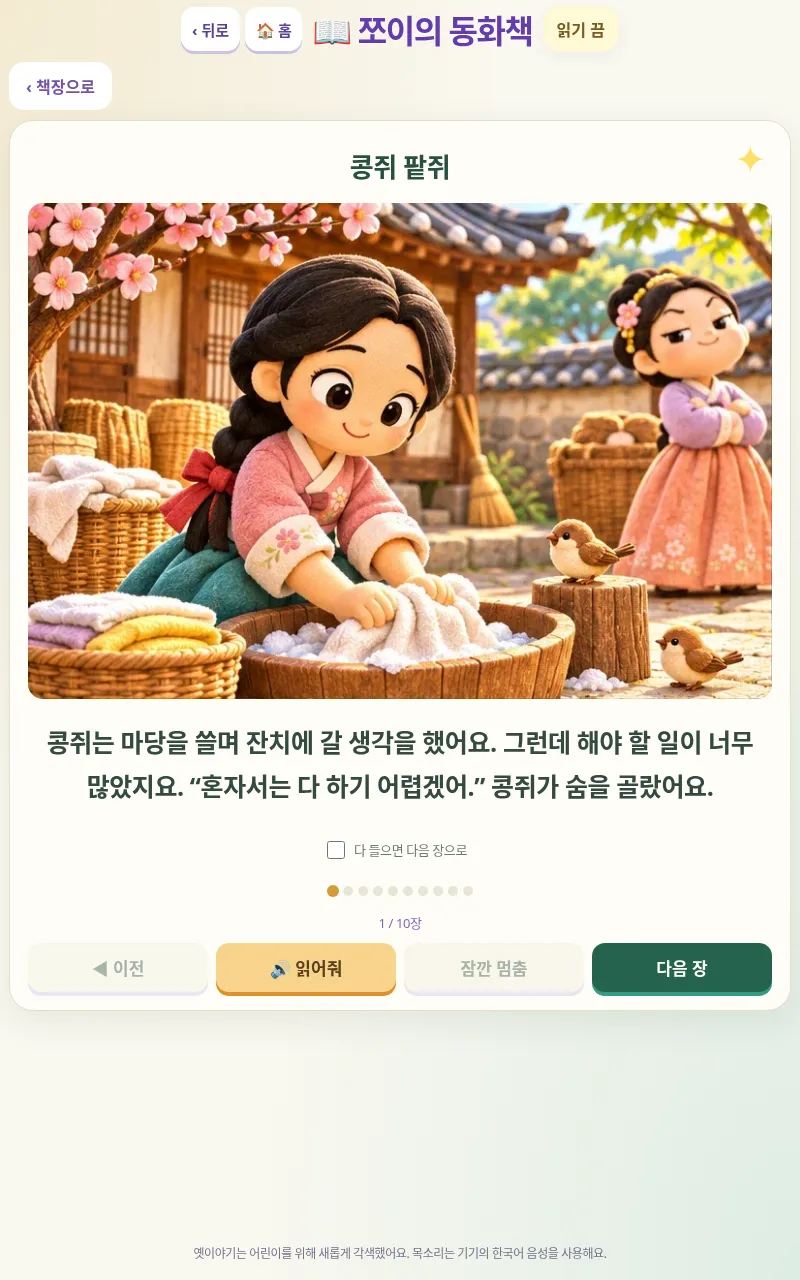 ‹ 뒤로
🏠 홈
📖 쪼이의 동화책
읽기 끔
‹ 책장으로
콩쥐 팥쥐
콩쥐는 마당을 쓸며 잔치에 갈 생각을 했어요. 그런데 해야 할 일이 너무
많았지요. “혼자서는 다 하기 어렵겠어.” 콩쥐가 숨을 골랐어요.
다 들으면 다음 장으로
1 / 10장
◀ 이전
🔊 읽어줘
잠깐 멈춤
다음 장
옛이야기는 어린이를 위해 새롭게 각색했어요. 목소리는 기기의 한국어 음성을 사용해요.